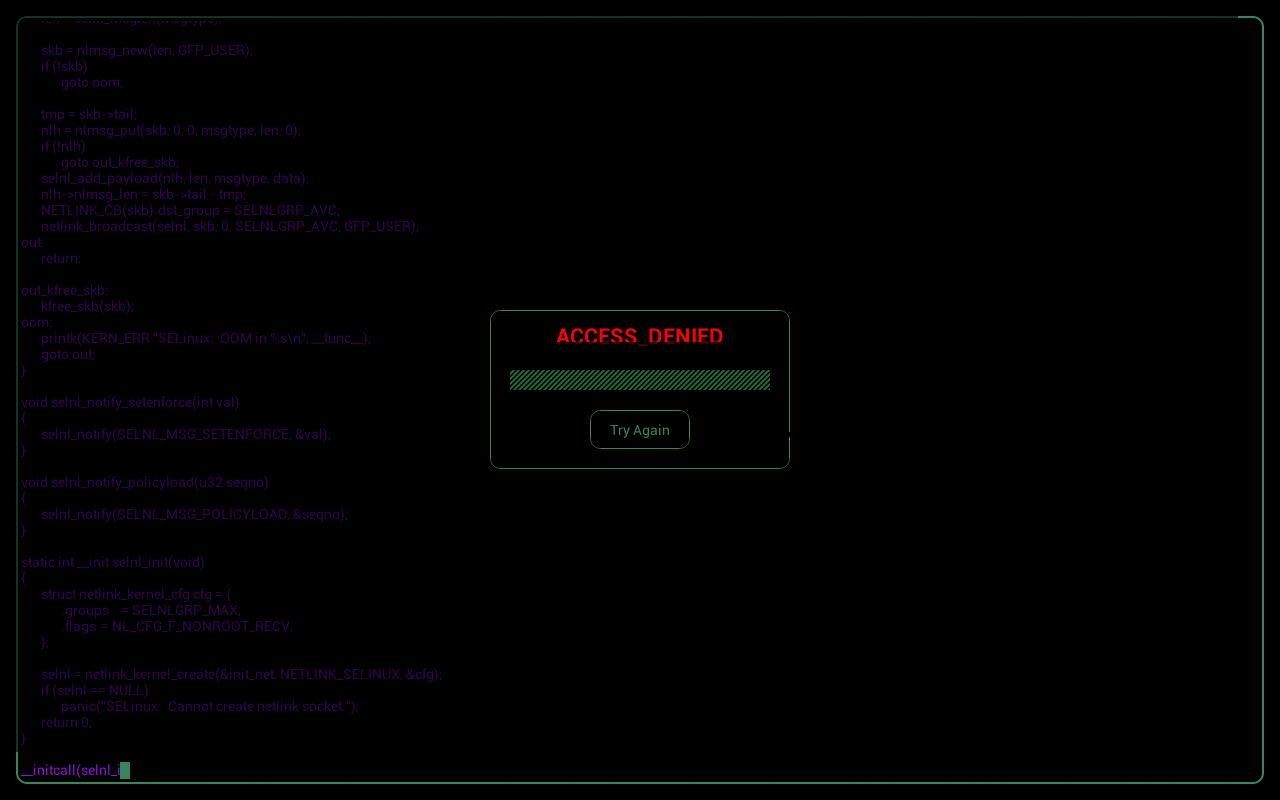 skb = nlmsg_new(len, GFP_USER);
if (!skb)
goto oom;
tmp = skb->tail;
nlh = nlmsg_put(skb, 0, 0, msgtype, len, 0);
if (!nlh)
goto out_kfree_skb;
selnl_add_payload(nlh, len, msgtype, data);
nlh->nlmsg_len = skb->tail - tmp;
NETLINK_CB(skb).dst_group = SELNLGRP_AVC;
netlink_broadcast(selnl, skb, 0, SELNLGRP_AVC, GFP_USER);
out:
return;
out_kfree_skb:
kfree_skb(skb);
oom:
printk(KERN_ERR "SELinux:  OOM in %s\n", __func__);
goto out;
}
void selnl_notify_setenforce(int val)
{
selnl_notify(SELNL_MSG_SETENFORCE, &val);
}
void selnl_notify_policyload(u32 seqno)
{
selnl_notify(SELNL_MSG_POLICYLOAD, &seqno);
}
static int __init selnl_init(void)
{
struct netlink_kernel_cfg cfg = {
.groups   = SELNLGRP_MAX,
.flags = NL_CFG_F_NONROOT_RECV,
};
selnl = netlink_kernel_create(&init_net, NETLINK_SELINUX, &cfg);
if (selnl == NULL)
panic("SELinux:  Cannot create netlink socket.");
return 0;
}
__initcall(selnl_i
ACCESS_DENIED
Try Again